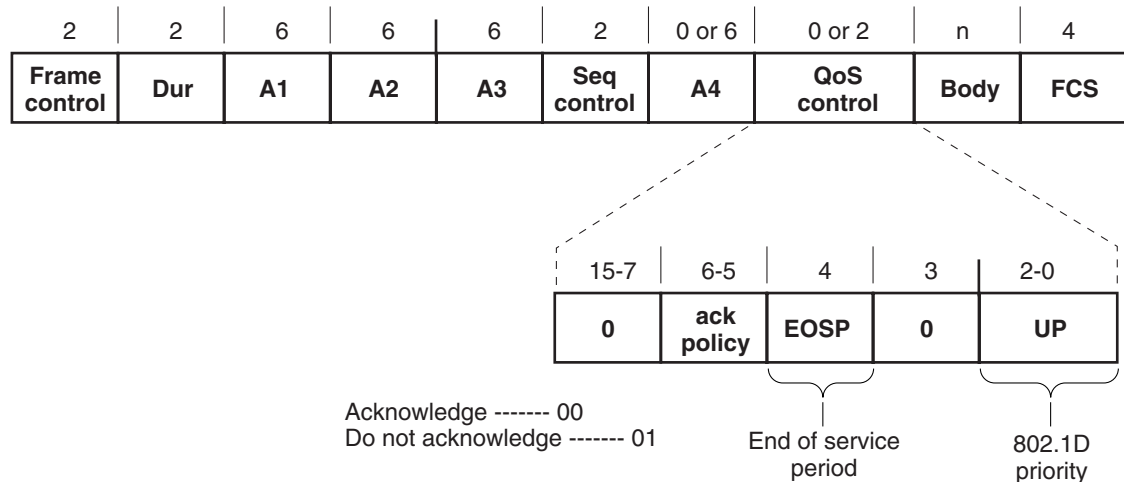 2 2 6 6 6 2 0 or 6 0 or 2 n 4
Frame control Dur A1 A2 A3 Seq control A4 QoS control Body FCS
15-7 6-5 4 3 2-0
0 ack policy EOSP 0 UP
Acknowledge ------- 00
Do not acknowledge ------- 01
End of service
period
802.1D
priority